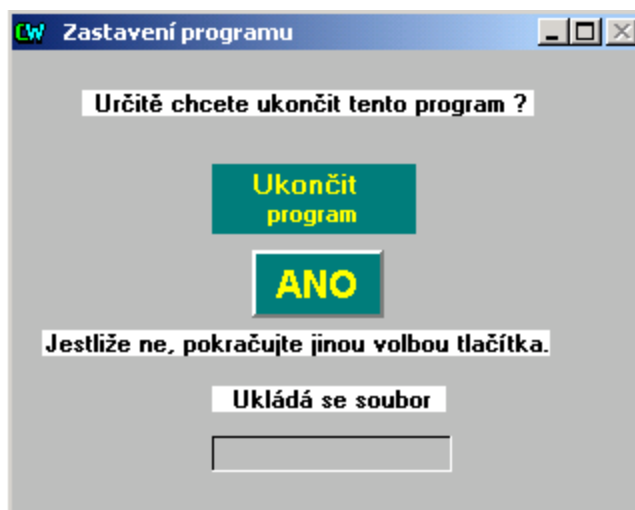 CW Zastavení programu
Určitě chcete ukončit tento program ?
Ukončit
program
ANO
Jestliže ne, pokračujte jinou volbou tlačítka.
Ukládá se soubor